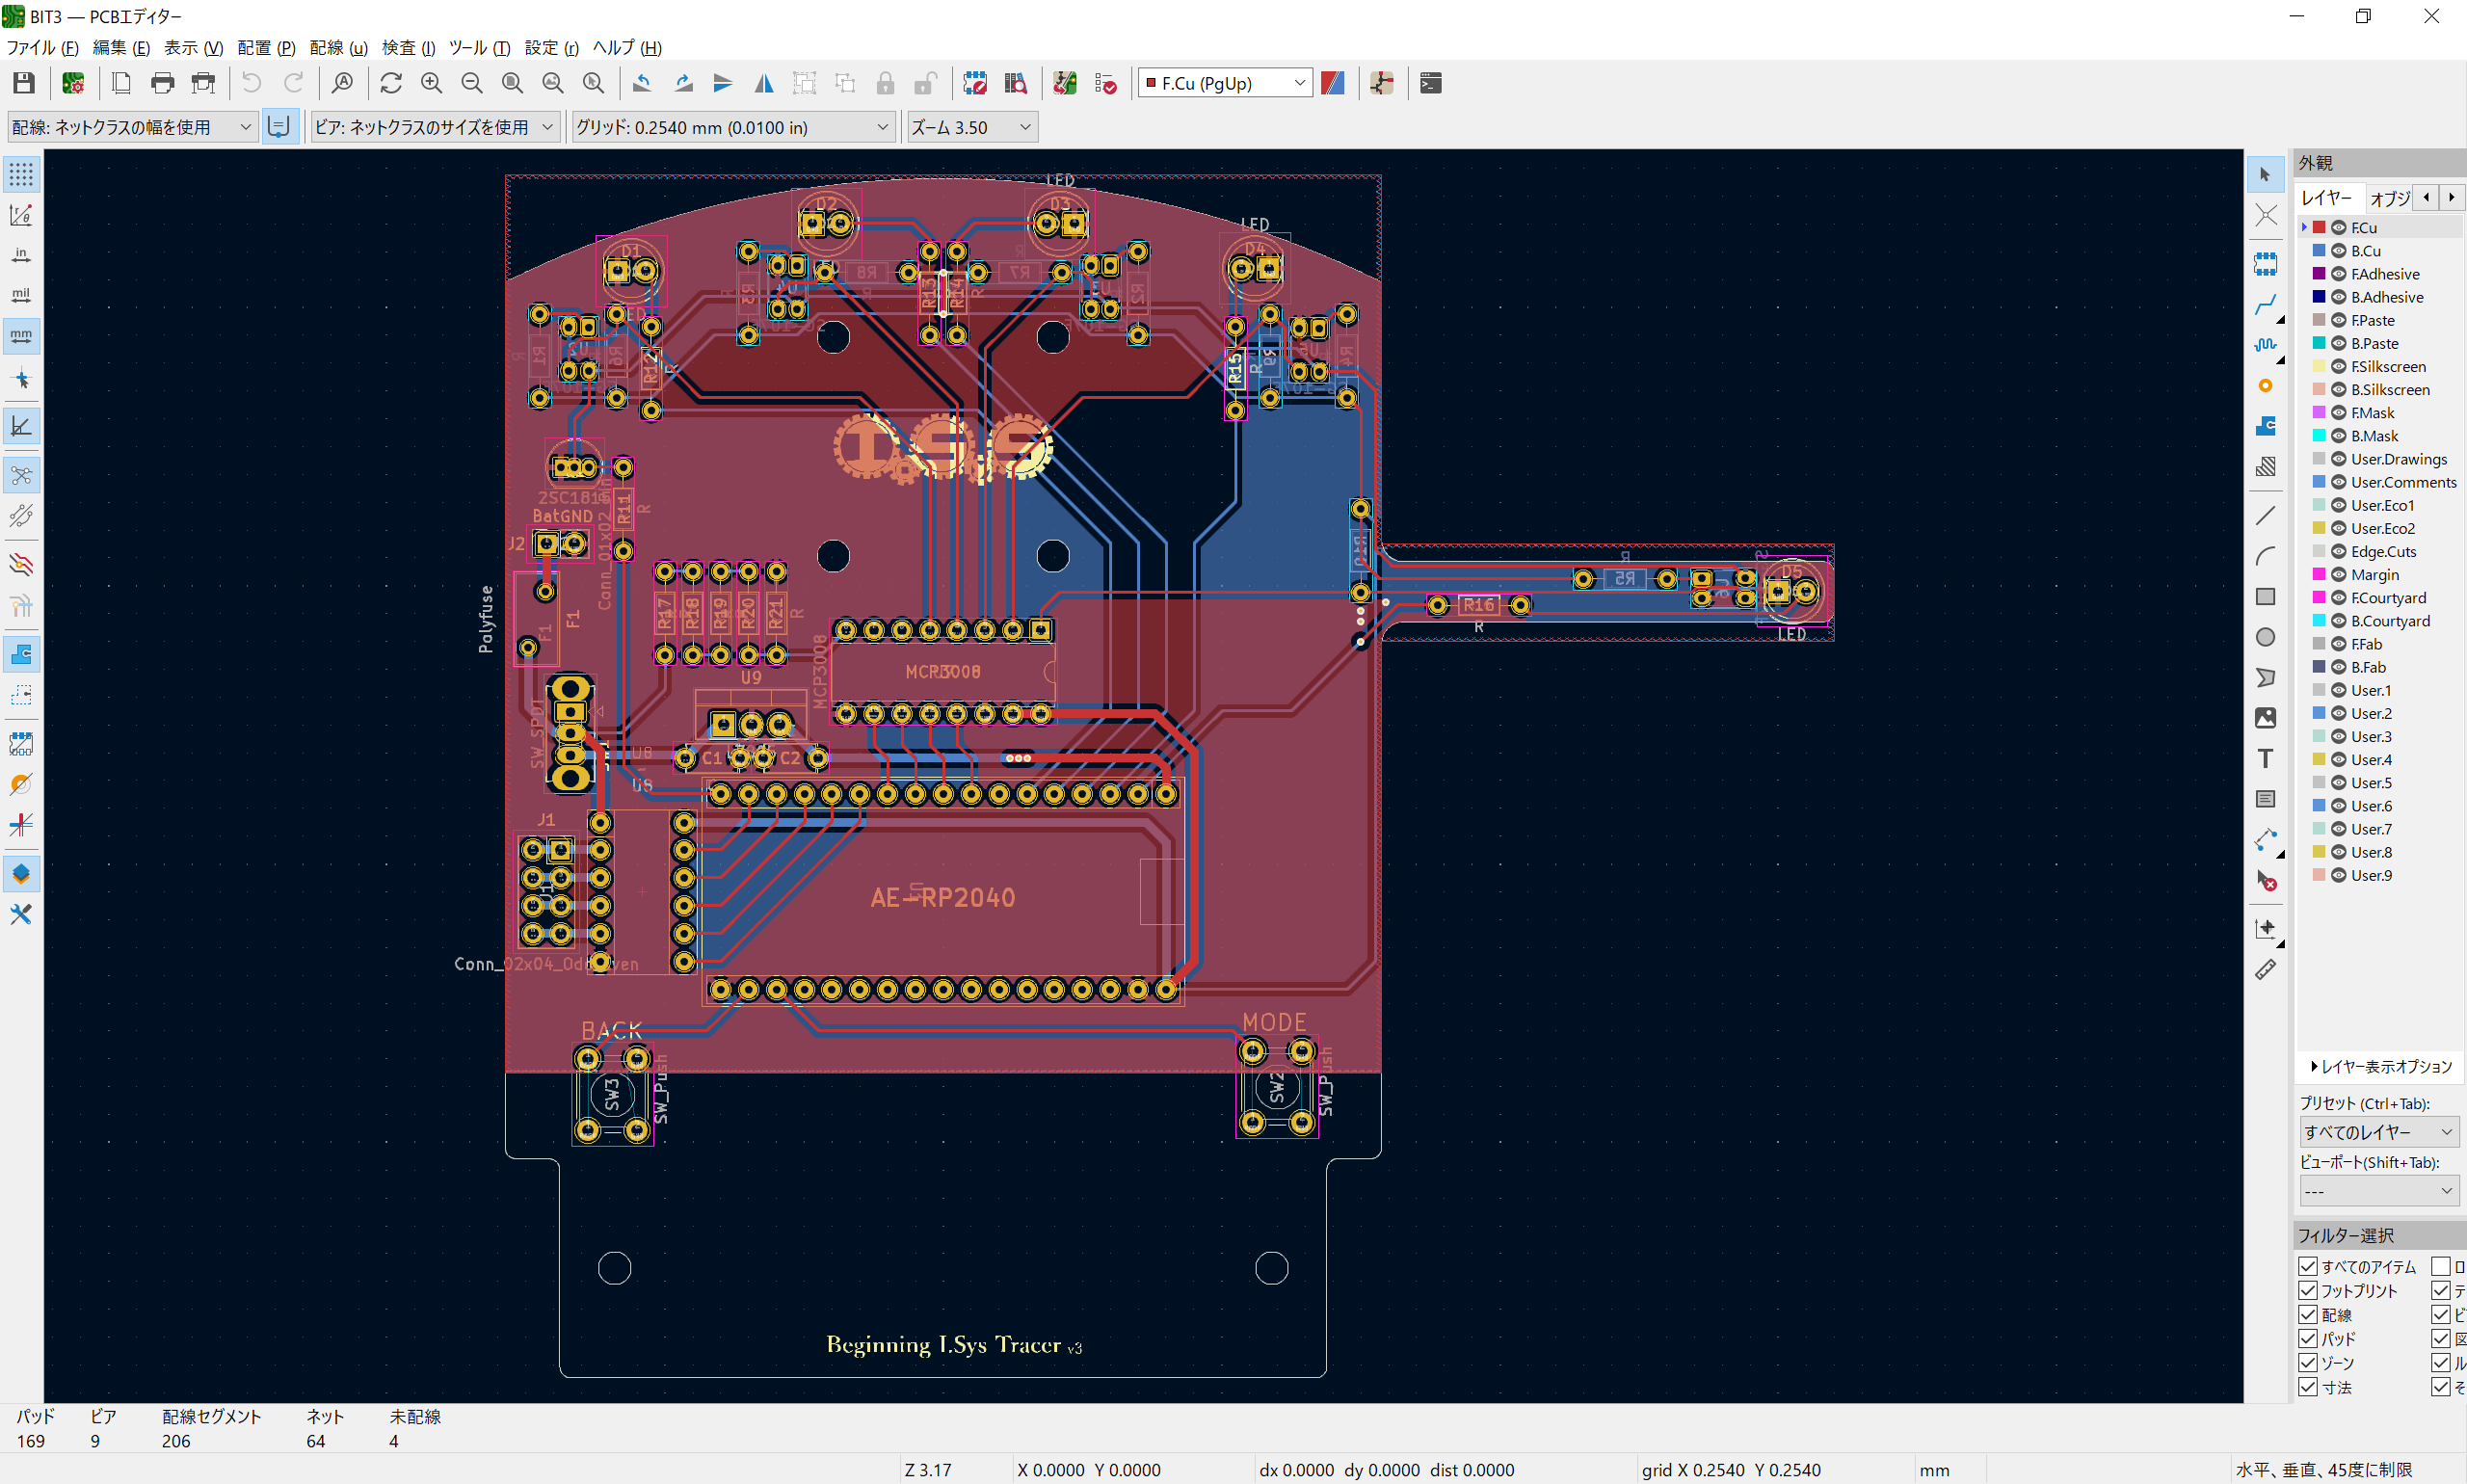 BIT3 — PCBエディター
ファイル (F) 編集 (E) 表示 (V) 配置 (P) 配線 (u) 検査 (I) ツール (T) 設定 (r) ヘルプ (H)
F.Cu (PgUp)
配線: ネットクラスの幅を使用
ビア: ネットクラスのサイズを使用
グリッド: 0.2540 mm (0.0100 in)
ズーム 3.50
in
mil
mm
LED
D2
D3
LED
D1
D4
R8
R7
R3
R13
R14
R2
R1
R6
R12
R
R15
R
R9
R4
2SC1815
BatGND
R11
R
J2
Conn_01x02_Pin
Polyfuse
F1
F1
R17
R18
R19
R20
R21
R
MCP3008
MCP3008
R
R5
D5
R16
R
LED
U9
SW_SPDT
U8
C1
C2
U6
J1
AE-RP2040
Conn_02x04_Odd_Even
BACK
MODE
SW3
SW_Push
SW2
SW_Push
Beginning I.Sys Tracer v3
外観
レイヤー オブジ
F.Cu
B.Cu
F.Adhesive
B.Adhesive
F.Paste
B.Paste
F.Silkscreen
B.Silkscreen
F.Mask
B.Mask
User.Drawings
User.Comments
User.Eco1
User.Eco2
Edge.Cuts
Margin
F.Courtyard
B.Courtyard
F.Fab
B.Fab
User.1
User.2
User.3
User.4
User.5
User.6
User.7
User.8
User.9
レイヤー表示オプション
プリセット (Ctrl+Tab):
すべてのレイヤー
ビューポート(Shift+Tab):
---
フィルター選択
すべてのアイテム ロ
フットプリント テ
配線 ビ
パッド 図
ゾーン ル
寸法 そ
パッド ビア 配線セグメント ネット 未配線
169 9 206 64 4
Z 3.17 X 0.0000 Y 0.0000 dx 0.0000 dy 0.0000 dist 0.0000 grid X 0.2540 Y 0.2540 mm 水平、垂直、45度に制限